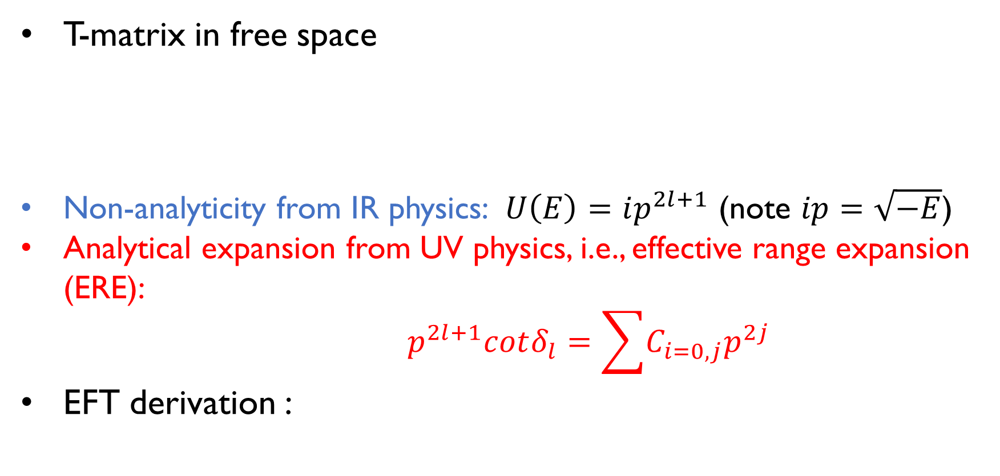 • T-matrix in free space
• Non-analyticity from IR physics: $U(E) = ip^{2l+1}$ (note $ip = \sqrt{-E}$)
• Analytical expansion from UV physics, i.e., effective range expansion
(ERE):
$p^{2l+1}cot\delta_l = \sum C_{i=0,j}p^{2j}$
• EFT derivation :